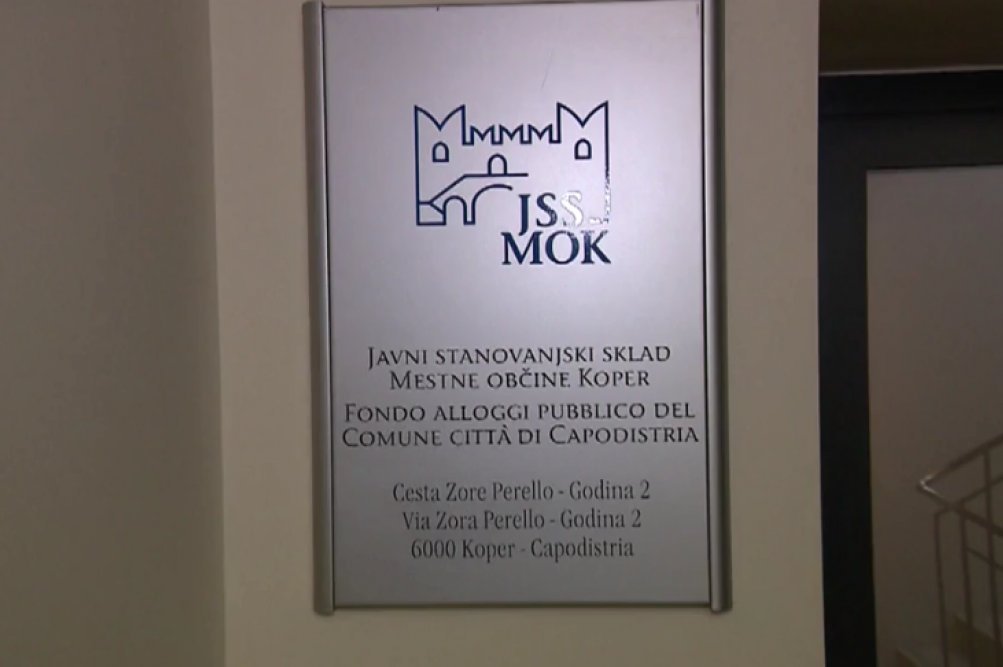 JSS
MOK
JAVNI STANOVANJSKI SKLAD
MESTNE OBČINE KOPER
FONDO ALLOGGI PUBBLICO DEL
COMUNE CITTÀ DI CAPODISTRIA
Cesta Zore Perello - Godina 2
Via Zora Perello - Godina 2
6000 Koper - Capodistria